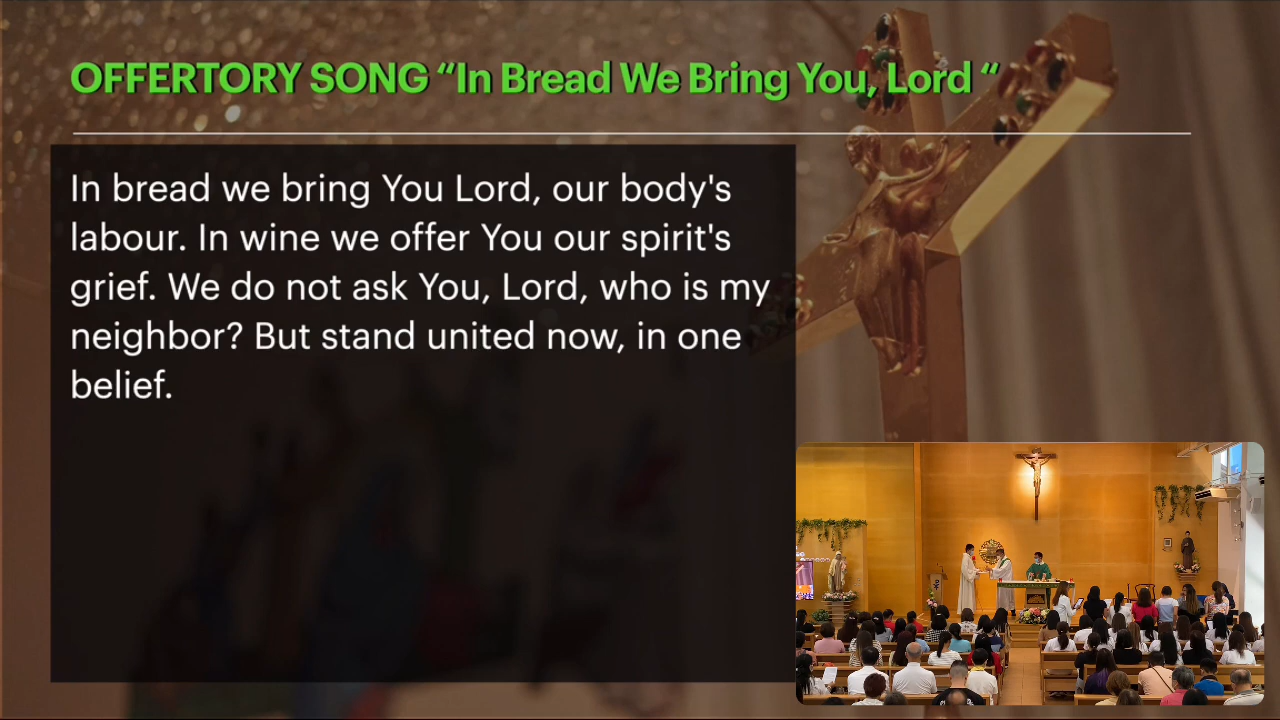 OFFERTORY SONG “In Bread We Bring You, Lord “
In bread we bring You Lord, our body's
labour. In wine we offer You our spirit's
grief. We do not ask You, Lord, who is my
neighbor? But stand united now, in one
belief.